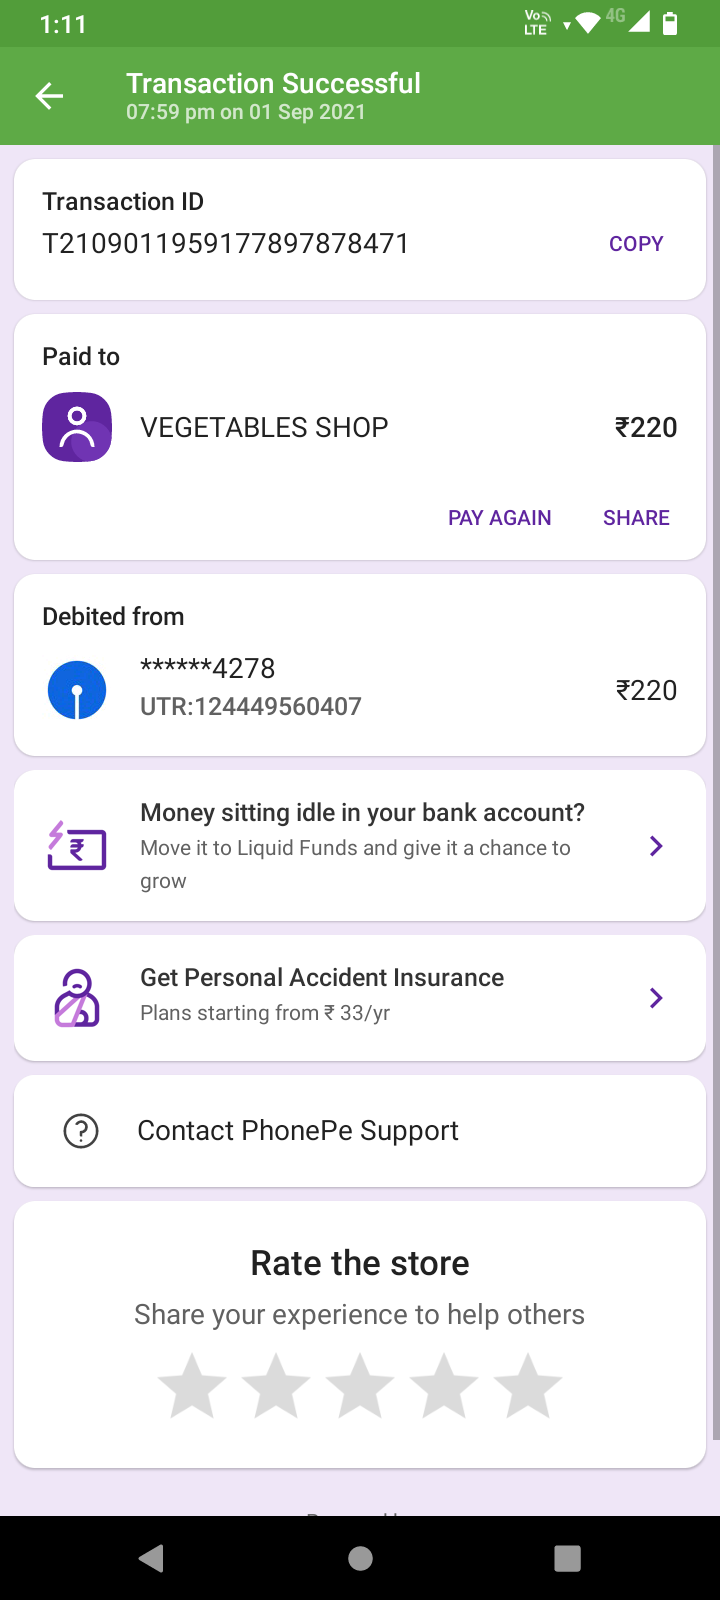 1:11
Vo
LTE
4G
Transaction Successful
07:59 pm on 01 Sep 2021
Transaction ID
T2109011959177897878471
COPY
Paid to
VEGETABLES SHOP
₹220
PAY AGAIN
SHARE
Debited from
******4278
UTR:124449560407
₹220
Money sitting idle in your bank account?
Move it to Liquid Funds and give it a chance to
grow
Get Personal Accident Insurance
Plans starting from ₹ 33/yr
Contact PhonePe Support
Rate the store
Share your experience to help others